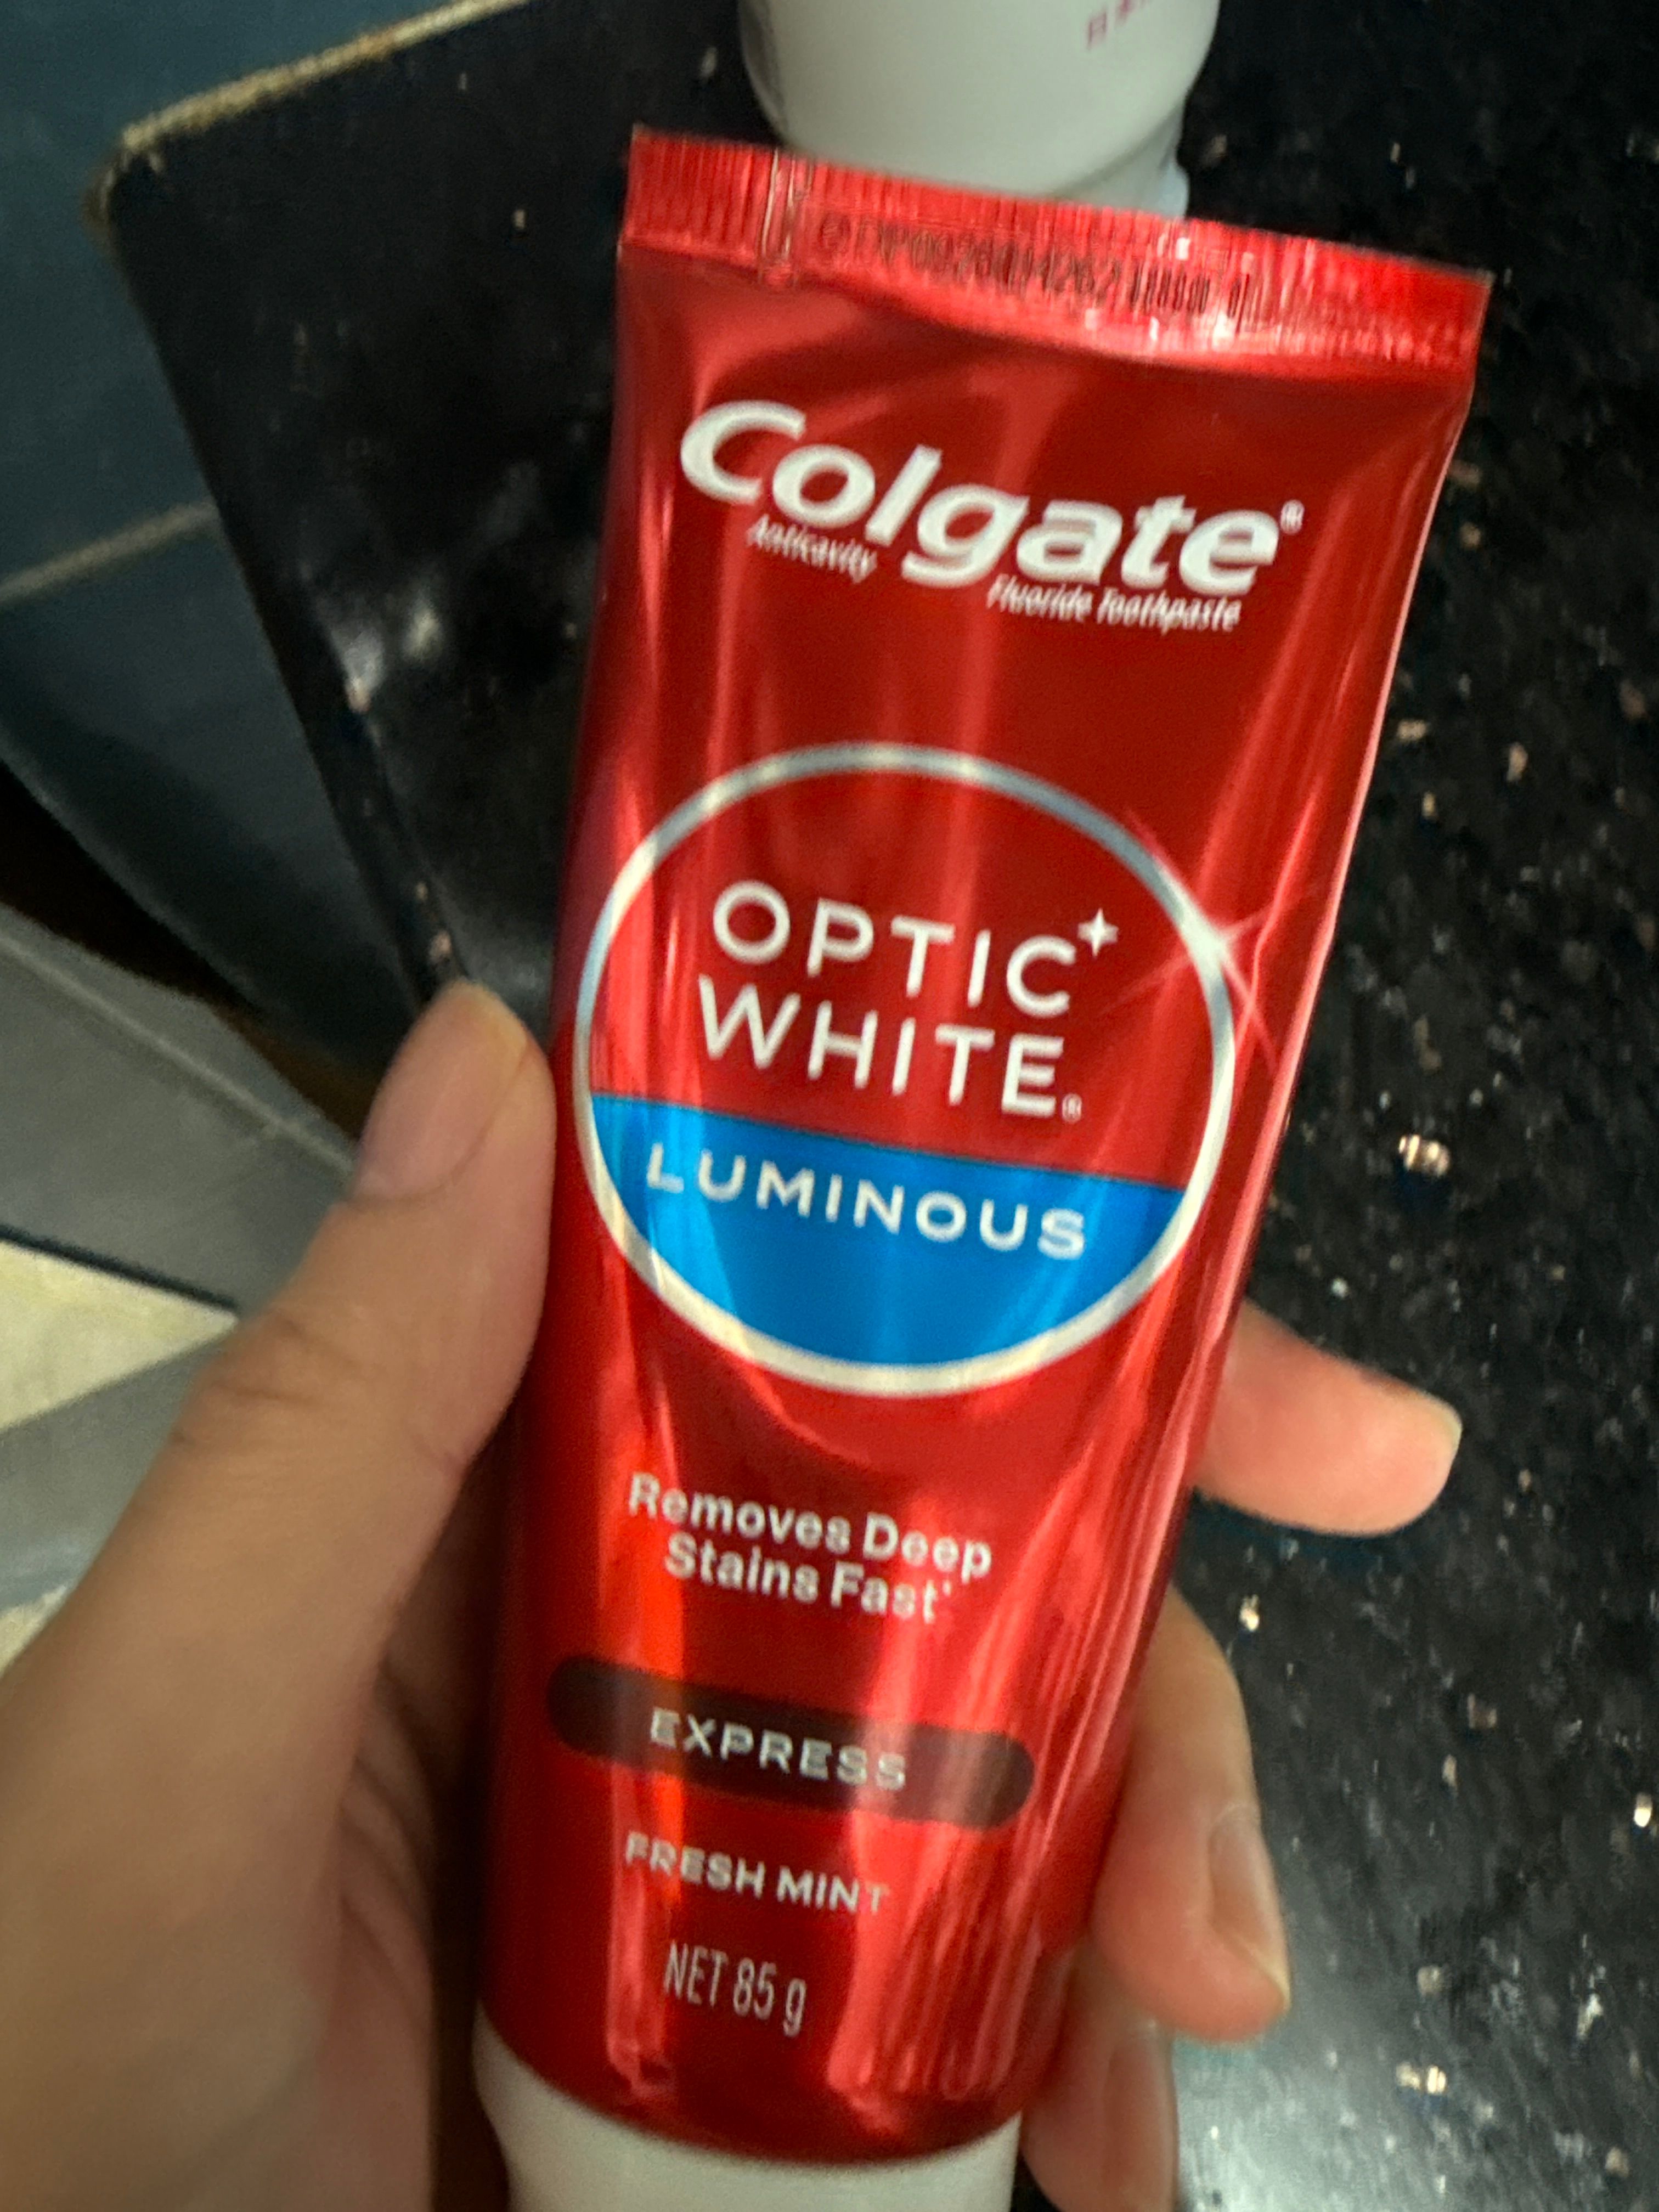 Colgate®
Anticavity
Fluoride Toothpaste
OPTIC
WHITE®
LUMINOUS
Removes Deep
Stains Fast*
EXPRESS
FRESH MINT
NET 85 g